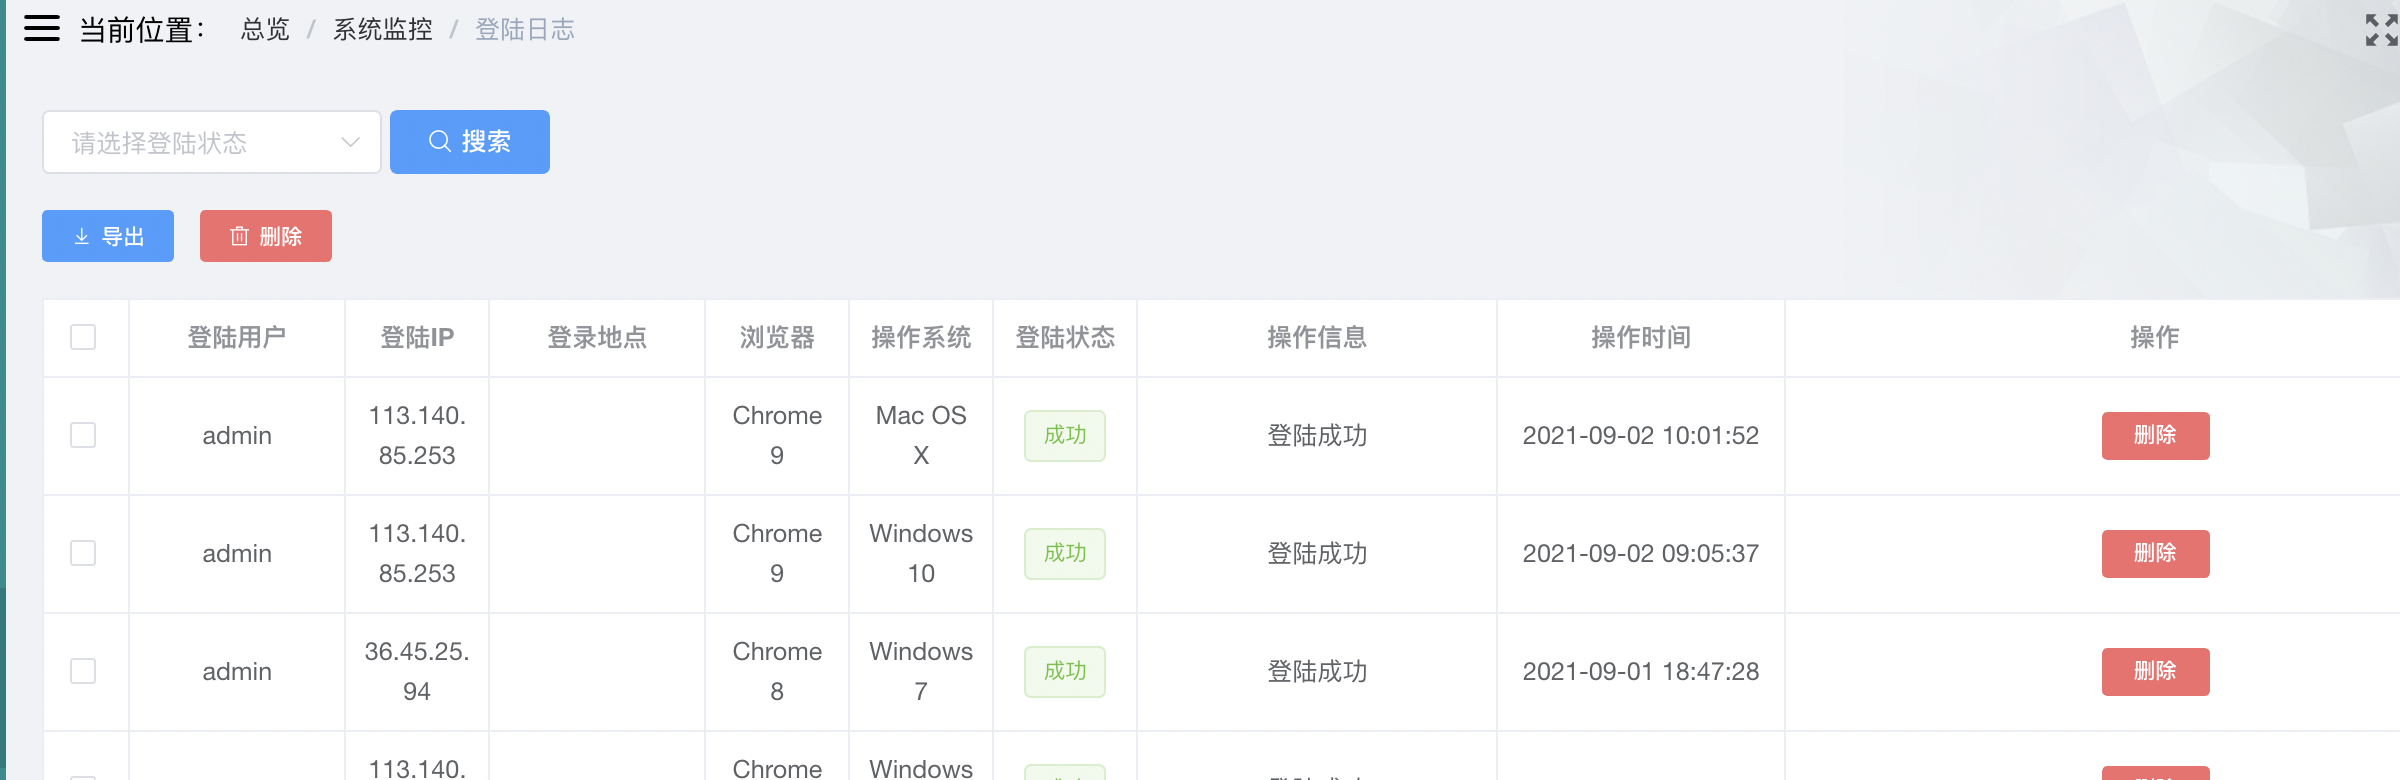 当前位置： 总览 / 系统监控 / 登陆日志
请选择登陆状态 搜索
导出 删除
登陆用户 登陆IP 登录地点 浏览器 操作系统 登陆状态 操作信息 操作时间 操作
admin 113.140.85.253 Chrome 9 Mac OS X 成功 登陆成功 2021-09-02 10:01:52 删除
admin 113.140.85.253 Chrome 9 Windows 10 成功 登陆成功 2021-09-02 09:05:37 删除
admin 36.45.25.94 Chrome 8 Windows 7 成功 登陆成功 2021-09-01 18:47:28 删除
113.140. Chrome Windows